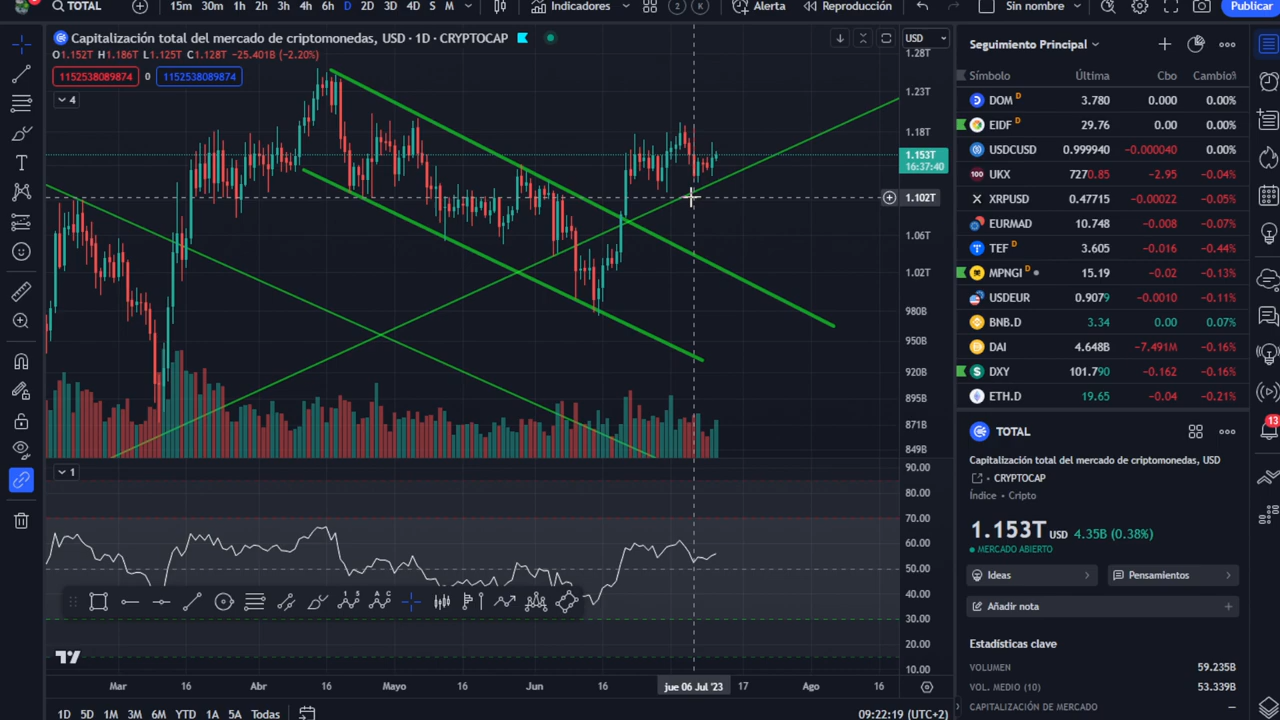 TOTAL 15m 30m 1h 2h 3h 4h 6h D 2D 3D 4D S M Indicadores 2 K Alerta Reproducción Sin nombre Publicar
Capitalización total del mercado de criptomonedas, USD · 1D · CRYPTOCAP
O1.152T H1.186T L1.125T C1.128T -25.401B (-2.20%)
1152538089874 0 1152538089874
4
USD
1.28T
1.23T
1.18T
1.153T
16:37:40
1.102T
1.06T
1.02T
980B
950B
920B
895B
871B
849B
1
90.00
80.00
70.00
60.00
50.00
40.00
30.00
20.00
10.00
Mar 16 Abr 16 Mayo 16 Jun 16 jue 06 Jul '23 17 Ago 16
1D 5D 1M 3M 6M YTD 1A 5A Todas 09:22:19 (UTC+2)
Seguimiento Principal
Símbolo Última Cbo Cambio%
DOM D 3.780 0.000 0.00%
EIDF D 29.76 0.00 0.00%
USDCUSD 0.999940 -0.000040 0.00%
UKX 7270.85 -2.95 -0.04%
XRPUSD 0.47715 -0.00022 -0.05%
EURMAD 10.748 -0.008 -0.07%
TEF D 3.605 -0.016 -0.44%
MPNGI D 15.19 -0.02 -0.13%
USDEUR 0.9079 -0.0010 -0.11%
BNB.D 3.34 0.00 0.07%
DAI 4.648B -7.491M -0.16%
DXY 101.790 -0.162 -0.16%
ETH.D 19.65 -0.04 -0.21%
TOTAL
Capitalización total del mercado de criptomonedas, USD
CRYPTOCAP
Índice · Cripto
1.153T USD 4.35B (0.38%)
MERCADO ABIERTO
Ideas Pensamientos
Añadir nota
Estadísticas clave
VOLUMEN 59.235B
VOL. MEDIO (10) 53.339B
CAPITALIZACIÓN DE MERCADO —
13